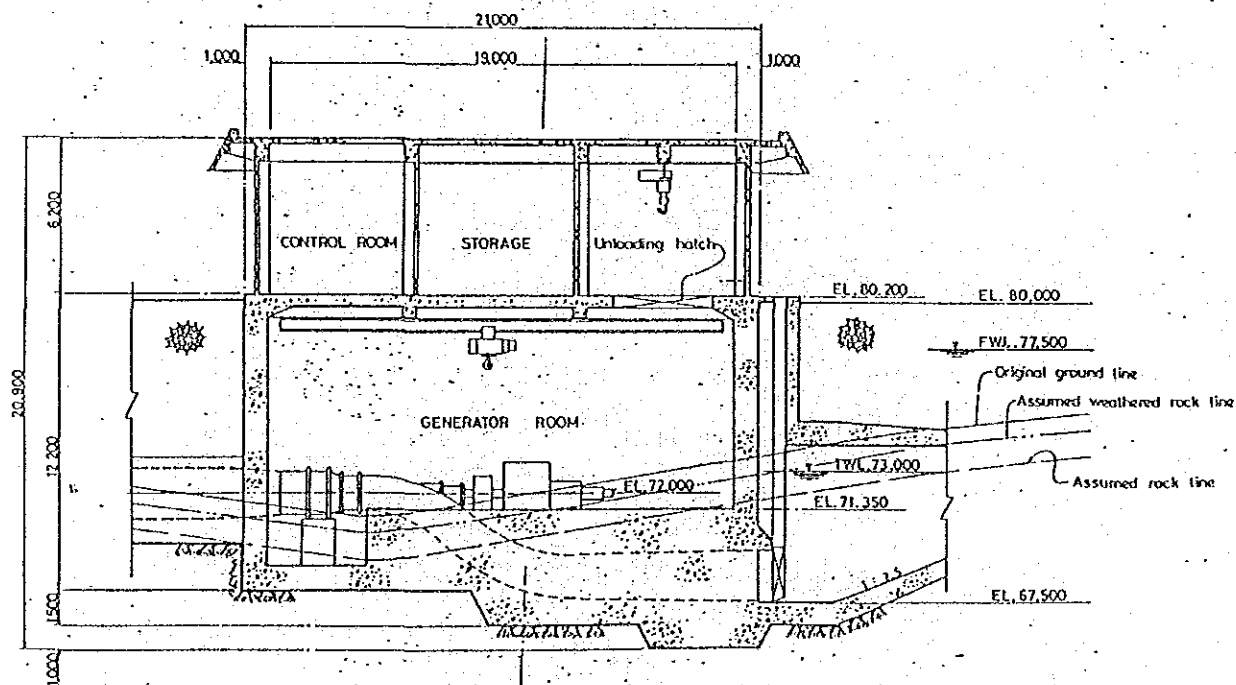 21,000
1,000
19,000
1,000
6,200
CONTROL ROOM
STORAGE
Unloading hatch
EL. 80.200
EL. 80,000
FWL. 77,500
Original ground line
Assumed weathered rock line
20,900
12,200
GENERATOR ROOM
TWL. 73,000
EL. 72,000
Assumed rock line
EL. 71,350
1 : 2.5
1,500
EL. 67,500
1,000